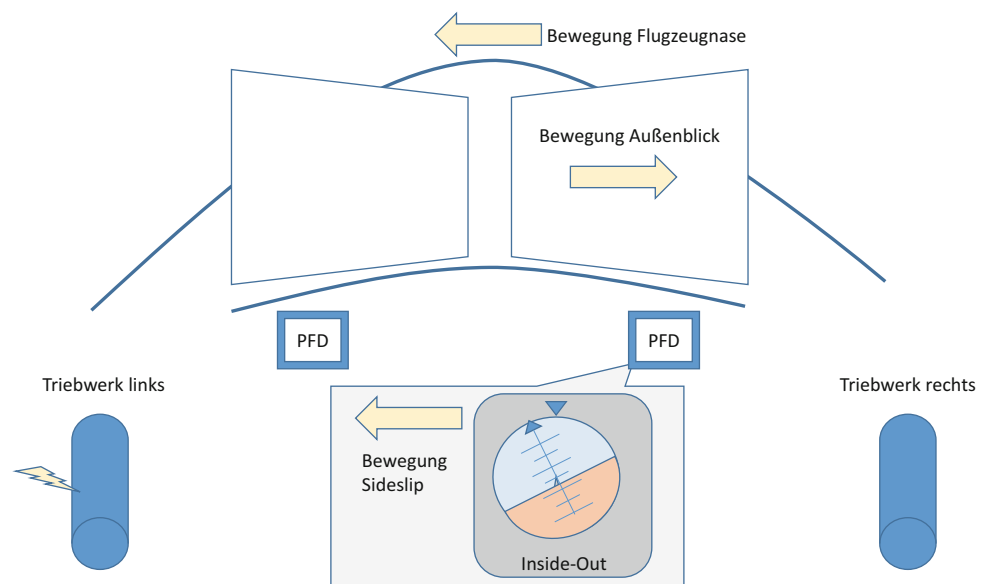 Bewegung Flugzeugnase
Bewegung Außenblick
PFD
PFD
Triebwerk links
Triebwerk rechts
Bewegung
Sideslip
Inside-Out